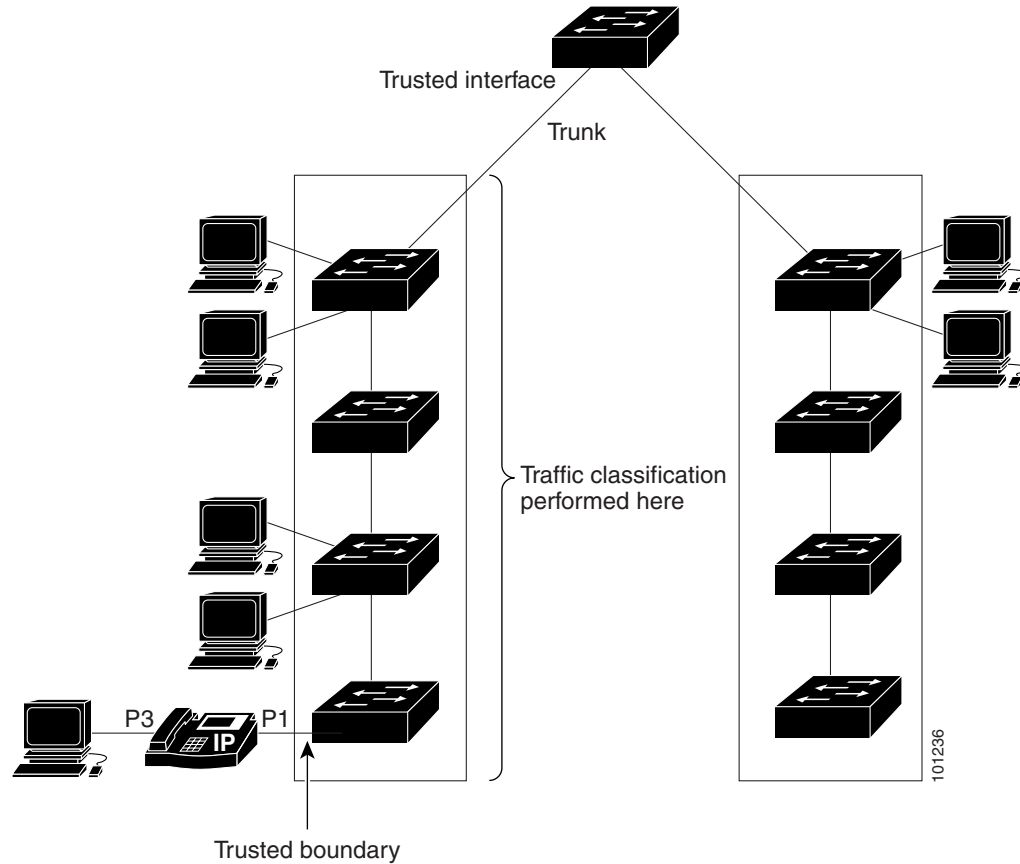 Trusted interface
Trunk
Traffic classification
performed here
P3
IP
P1
101236
Trusted boundary